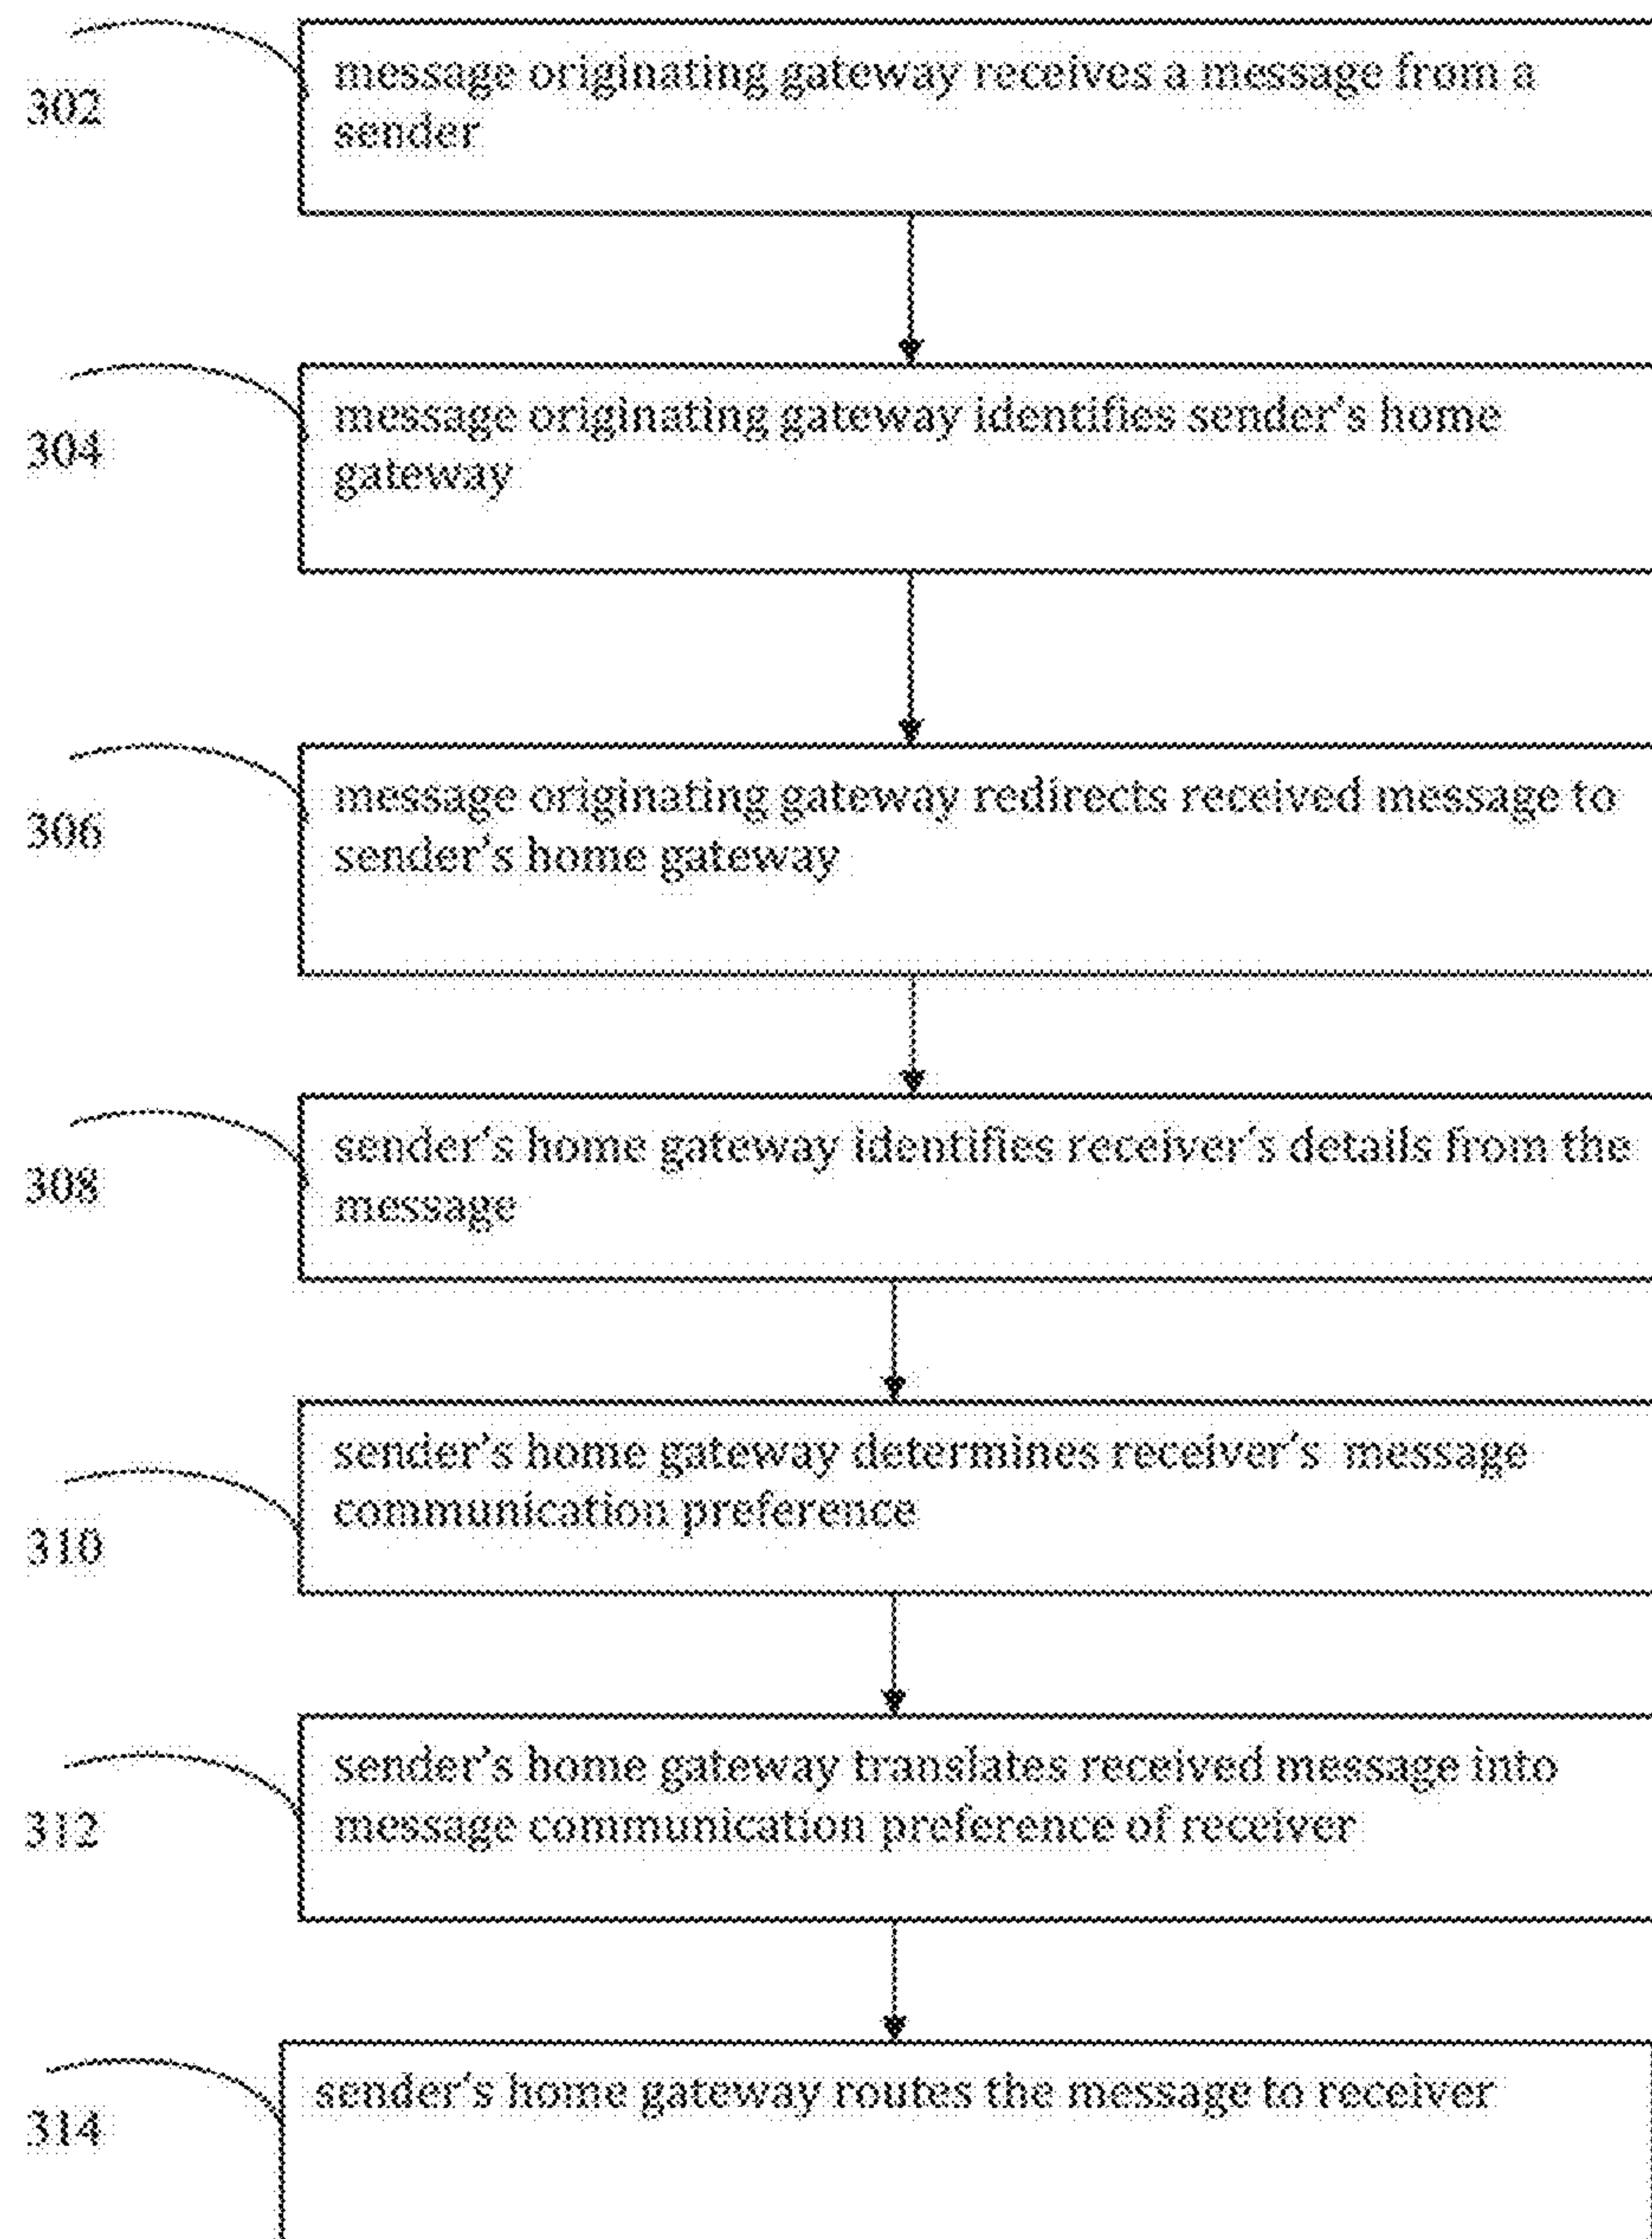 302
message originating gateway receives a message from a
sender
304
message originating gateway identifies sender's home
gateway
306
message originating gateway redirects received message to
sender's home gateway
308
sender's home gateway identifies receiver's details from the
message
310
sender's home gateway determines receiver's message
communication preference
312
sender's home gateway translates received message into
message communication preference of receiver
314
sender's home gateway routes the message to receiver